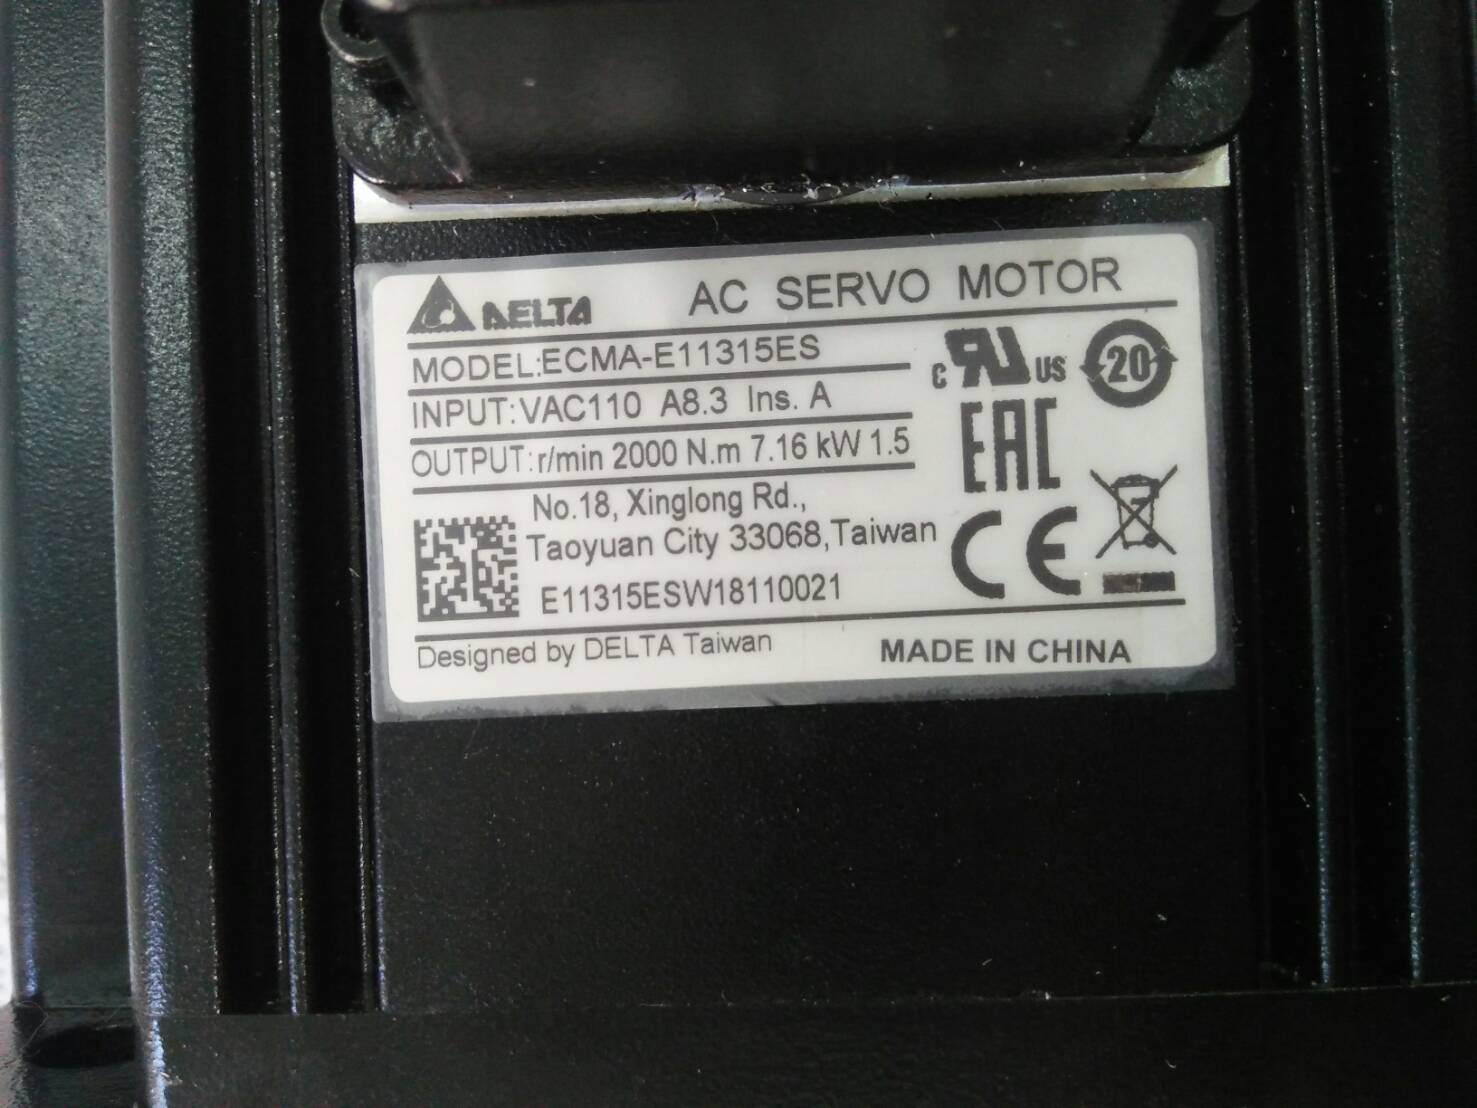 DELTA AC SERVO MOTOR
MODEL:ECMA-E11315ES
INPUT:VAC110 A8.3 Ins. A
OUTPUT:r/min 2000 N.m 7.16 kW 1.5
c RU US
20
EAC
CE
No.18, Xinglong Rd.,
Taoyuan City 33068,Taiwan
E11315ESW18110021
Designed by DELTA Taiwan
MADE IN CHINA